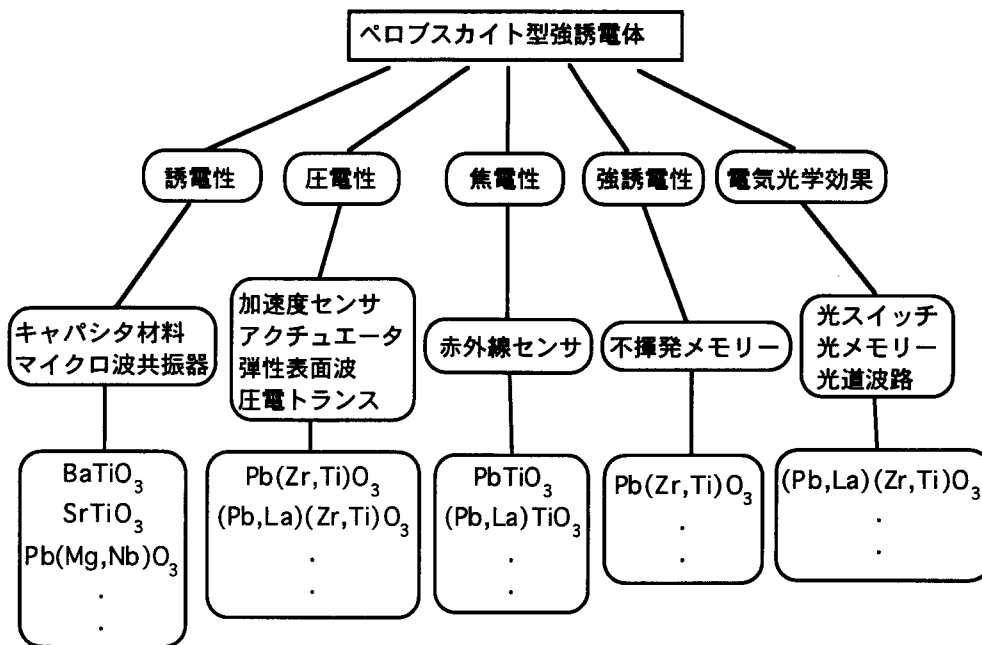 ペロブスカイト型強誘電体
誘電性
圧電性
焦電性
強誘電性
電気光学効果
キャパシタ材料
マイクロ波共振器
加速度センサ
アクチュエータ
弾性表面波
圧電トランス
赤外線センサ
不揮発メモリー
光スイッチ
光メモリー
光道波路
BaTiO₃
SrTiO₃
Pb(Mg,Nb)O₃
.
.
Pb(Zr,Ti)O₃
(Pb,La)(Zr,Ti)O₃
.
.
PbTiO₃
(Pb,La)TiO₃
.
.
Pb(Zr,Ti)O₃
.
.
(Pb,La)(Zr,Ti)O₃
.
.